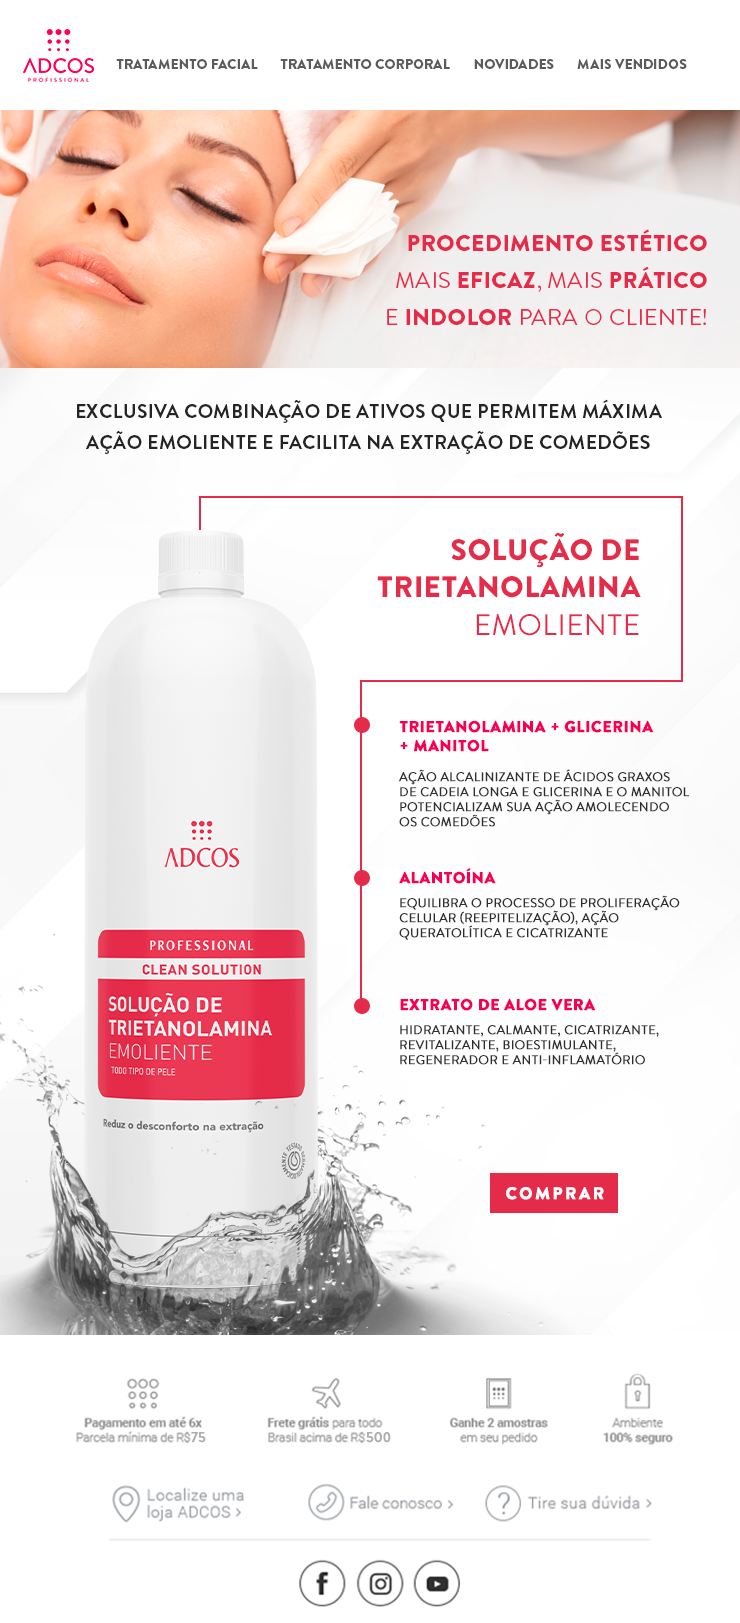 ADCOS
PROFISSIONAL
TRATAMENTO FACIAL
TRATAMENTO CORPORAL
NOVIDADES
MAIS VENDIDOS
PROCEDIMENTO ESTÉTICO
MAIS EFICAZ, MAIS PRÁTICO
E INDOLOR PARA O CLIENTE!
EXCLUSIVA COMBINAÇÃO DE ATIVOS QUE PERMITEM MÁXIMA
AÇÃO EMOLIENTE E FACILITA NA EXTRAÇÃO DE COMEDÕES
SOLUÇÃO DE
TRIETANOLAMINA
EMOLIENTE
TRIETANOLAMINA + GLICERINA
+ MANITOL
AÇÃO ALCALINIZANTE DE ÁCIDOS GRAXOS
DE CADEIA LONGA E GLICERINA E O MANITOL
POTENCIALIZAM SUA AÇÃO AMOLECENDO
OS COMEDÕES
ALANTOÍNA
EQUILIBRA O PROCESSO DE PROLIFERAÇÃO
CELULAR (REEPITELIZAÇÃO), AÇÃO
QUERATOLÍTICA E CICATRIZANTE
EXTRATO DE ALOE VERA
HIDRATANTE, CALMANTE, CICATRIZANTE,
REVITALIZANTE, BIOESTIMULANTE,
REGENERADOR E ANTI-INFLAMATÓRIO
ADCOS
PROFESSIONAL
CLEAN SOLUTION
SOLUÇÃO DE
TRIETANOLAMINA
EMOLIENTE
TODO TIPO DE PELE
Reduz o desconforto na extração
DERMATOLOGICAMENTE TESTADO
COMPRAR
Pagamento em até 6x
Parcela mínima de R$75
Frete grátis para todo
Brasil acima de R$500
Ganhe 2 amostras
em seu pedido
Ambiente
100% seguro
Localize uma
loja ADCOS >
Fale conosco >
Tire sua dúvida >